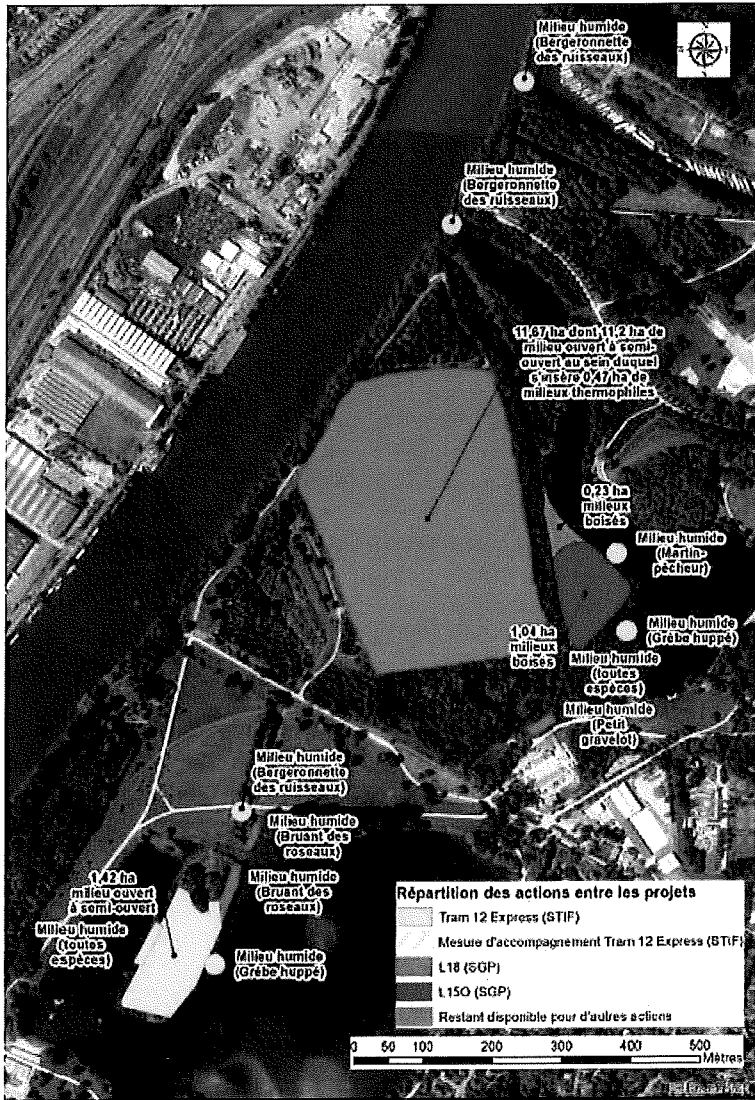 Milieu humide
(Bergeronnette
des ruisseaux)
Milieu humide
(Bergeronnette
des ruisseaux)
11,67 ha dont 11,2 ha de
milieu ouvert à semi-
ouvert au sein duquel
s'insère 0,47 ha de
milieux thermophiles
0,23 ha
milieux
boisés
Milieu humide
(Martin-
pêcheur)
1,04 ha
milieux
boisés
Milieu humide
(Grèbe huppé)
Milieu humide
(toutes
espèces)
Milieu humide
(Petit
gravelot)
Milieu humide
(Bergeronnette
des ruisseaux)
Milieu humide
(Bruant des
roseaux)
Milieu humide
(Bruant des
roseaux)
1,42 ha
milieu ouvert
à semi-ouvert
Milieu humide
(toutes
espèces)
Milieu humide
(Grèbe huppé)
Répartition des actions entre les projets
Tram 12 Express (STIF)
Mesure d'accompagnement Tram 12 Express (STIF)
L18 (SGP)
L15O (SGP)
Restant disponible pour d'autres actions
0 50 100 200 300 400 500
Mètres